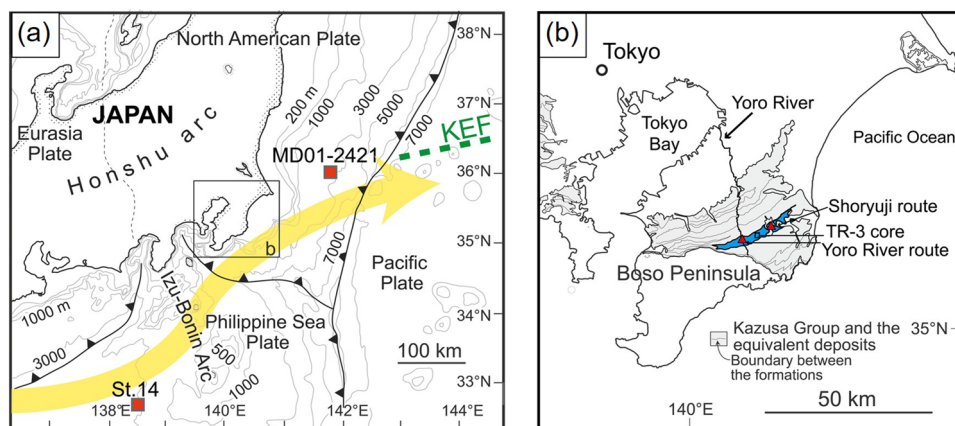 (a)
North American Plate
38°N
JAPAN
200 m
1000
3000
5000
7000
37°N
Eurasia
Plate
Honshu arc
KEF
MD01-2421
36°N
b
35°N
7000
Pacific
Plate
Izu-Bonin Arc
1000 m
3000
Philippine Sea
Plate
34°N
500
1000
100 km
St.14
33°N
138°E
140°E
142°E
144°E
(b)
Tokyo
Yoro River
Tokyo
Bay
Pacific Ocean
Shoryuji route
TR-3 core
Yoro River route
Boso Peninsula
Kazusa Group and the
equivalent deposits
Boundary between
the formations
35°N
140°E
50 km